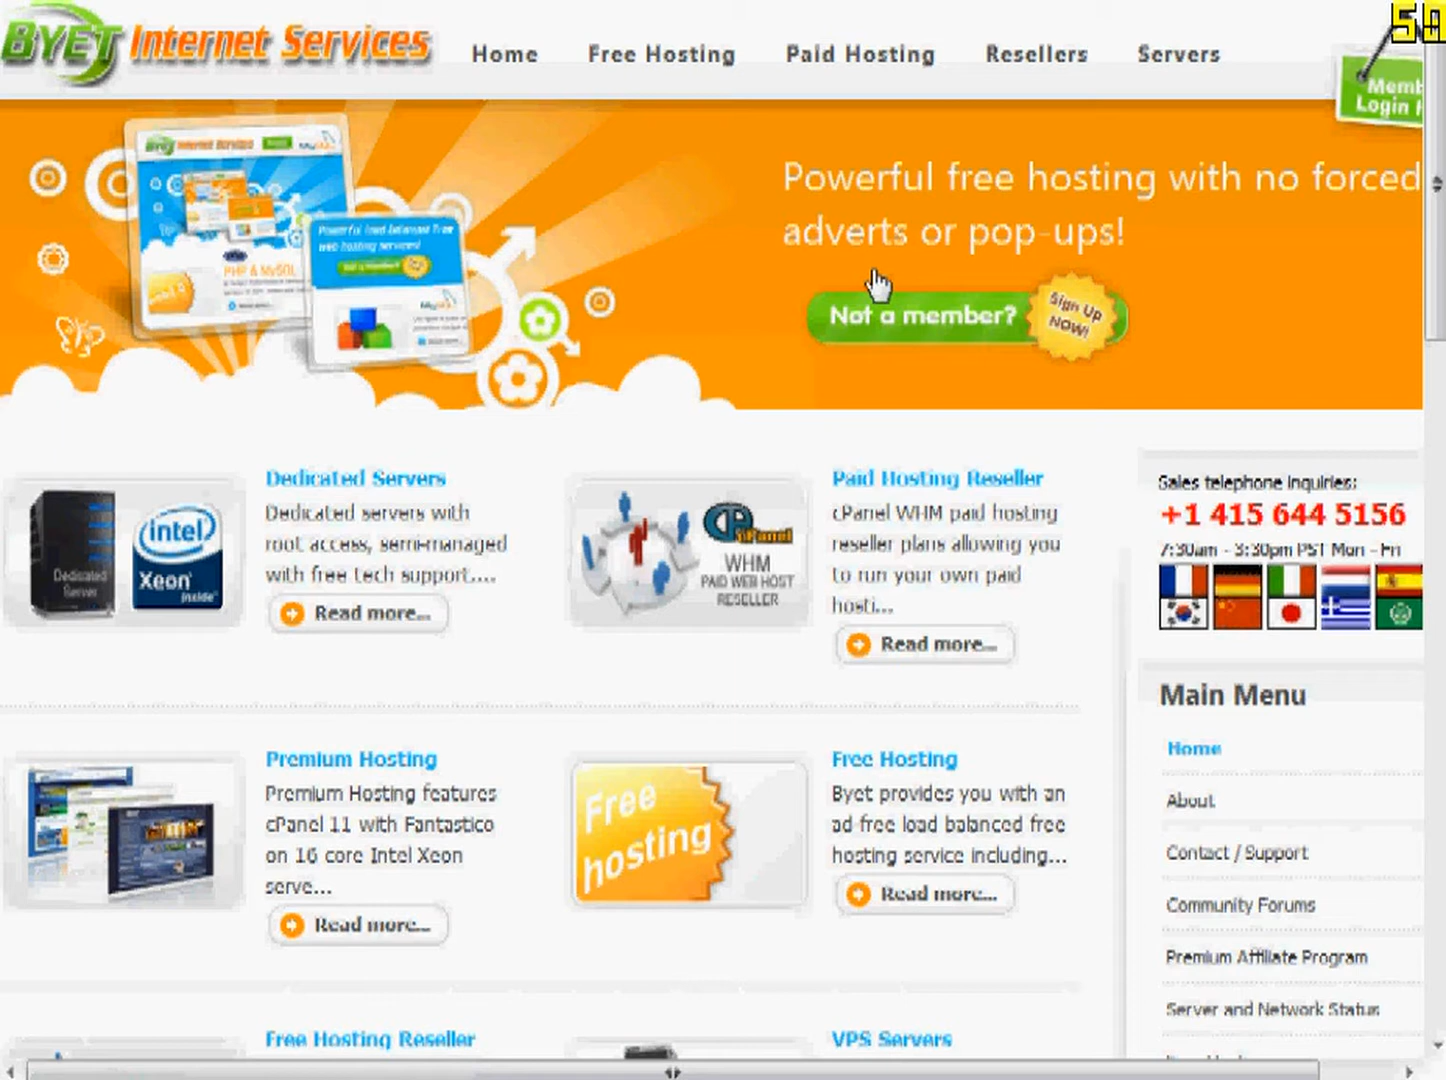 BYET Internet Services
Home
Free Hosting
Paid Hosting
Resellers
Servers
Login
Powerful free hosting with no forced
adverts or pop-ups!
Not a member?
Sign Up
NOW!
Dedicated Servers
Dedicated servers with
root access, semi-managed
with free tech support....
Read more...
Dedicated
Server
intel
Xeon
inside
Paid Hosting Reseller
cPanel WHM paid hosting
reseller plans allowing you
to run your own paid
hosti...
Read more...
cPanel
WHM
PAID WEB HOST
RESELLER
Sales telephone inquiries:
+1 415 644 5156
7:30am - 3:30pm PST Mon - Fri
Main Menu
Home
About
Contact / Support
Community Forums
Premium Affiliate Program
Server and Network Status
Premium Hosting
Premium Hosting features
cPanel 11 with Fantastico
on 16 core Intel Xeon
serve...
Read more...
Free
hosting
Free Hosting
Byet provides you with an
ad-free load balanced free
hosting service including...
Read more...
Free Hosting Reseller
VPS Servers